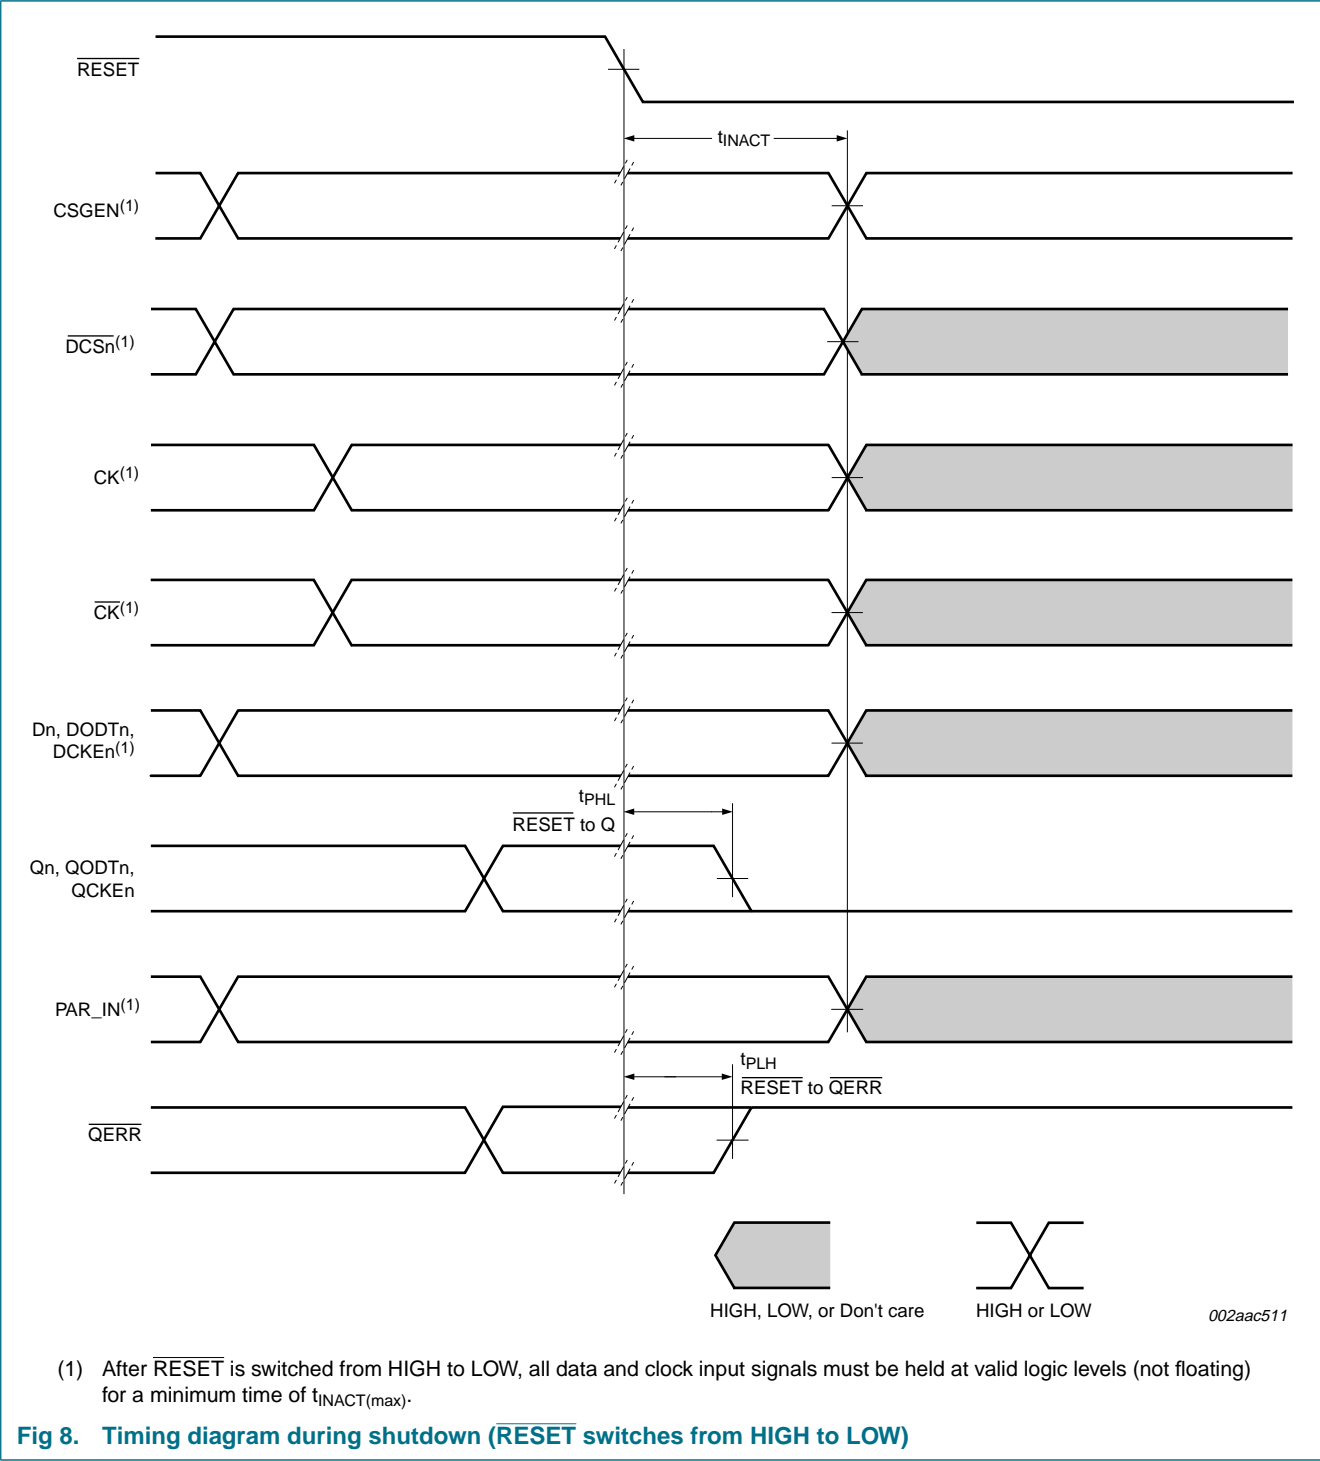 RESET
tINACT
CSGEN(1)
DCSn(1)
CK(1)
CK(1)
Dn, DODTn,
DCKEn(1)
tPHL
RESET to Q
Qn, QODTn,
QCKEn
PAR_IN(1)
tPLH
RESET to QERR
QERR
HIGH, LOW, or Don't care
HIGH or LOW
002aac511
(1) After RESET is switched from HIGH to LOW, all data and clock input signals must be held at valid logic levels (not floating)
for a minimum time of tINACT(max).
Fig 8. Timing diagram during shutdown (RESET switches from HIGH to LOW)